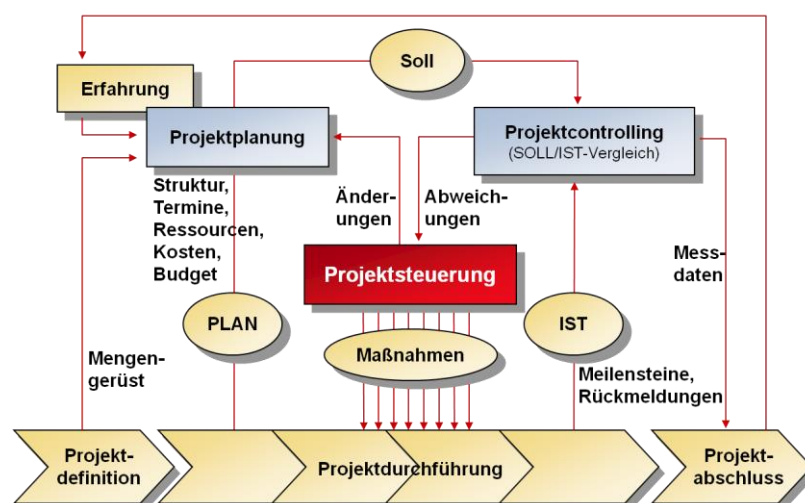 Soll
Erfahrung
Projektplanung
Projektcontrolling
(SOLL/IST-Vergleich)
Struktur,
Termine,
Ressourcen,
Kosten,
Budget
Änder-
ungen
Abweich-
ungen
Mess-
daten
Projektsteuerung
PLAN
IST
Maßnahmen
Mengen-
gerüst
Meilensteine,
Rückmeldungen
Projekt-
definition
Projektdurchführung
Projekt-
abschluss